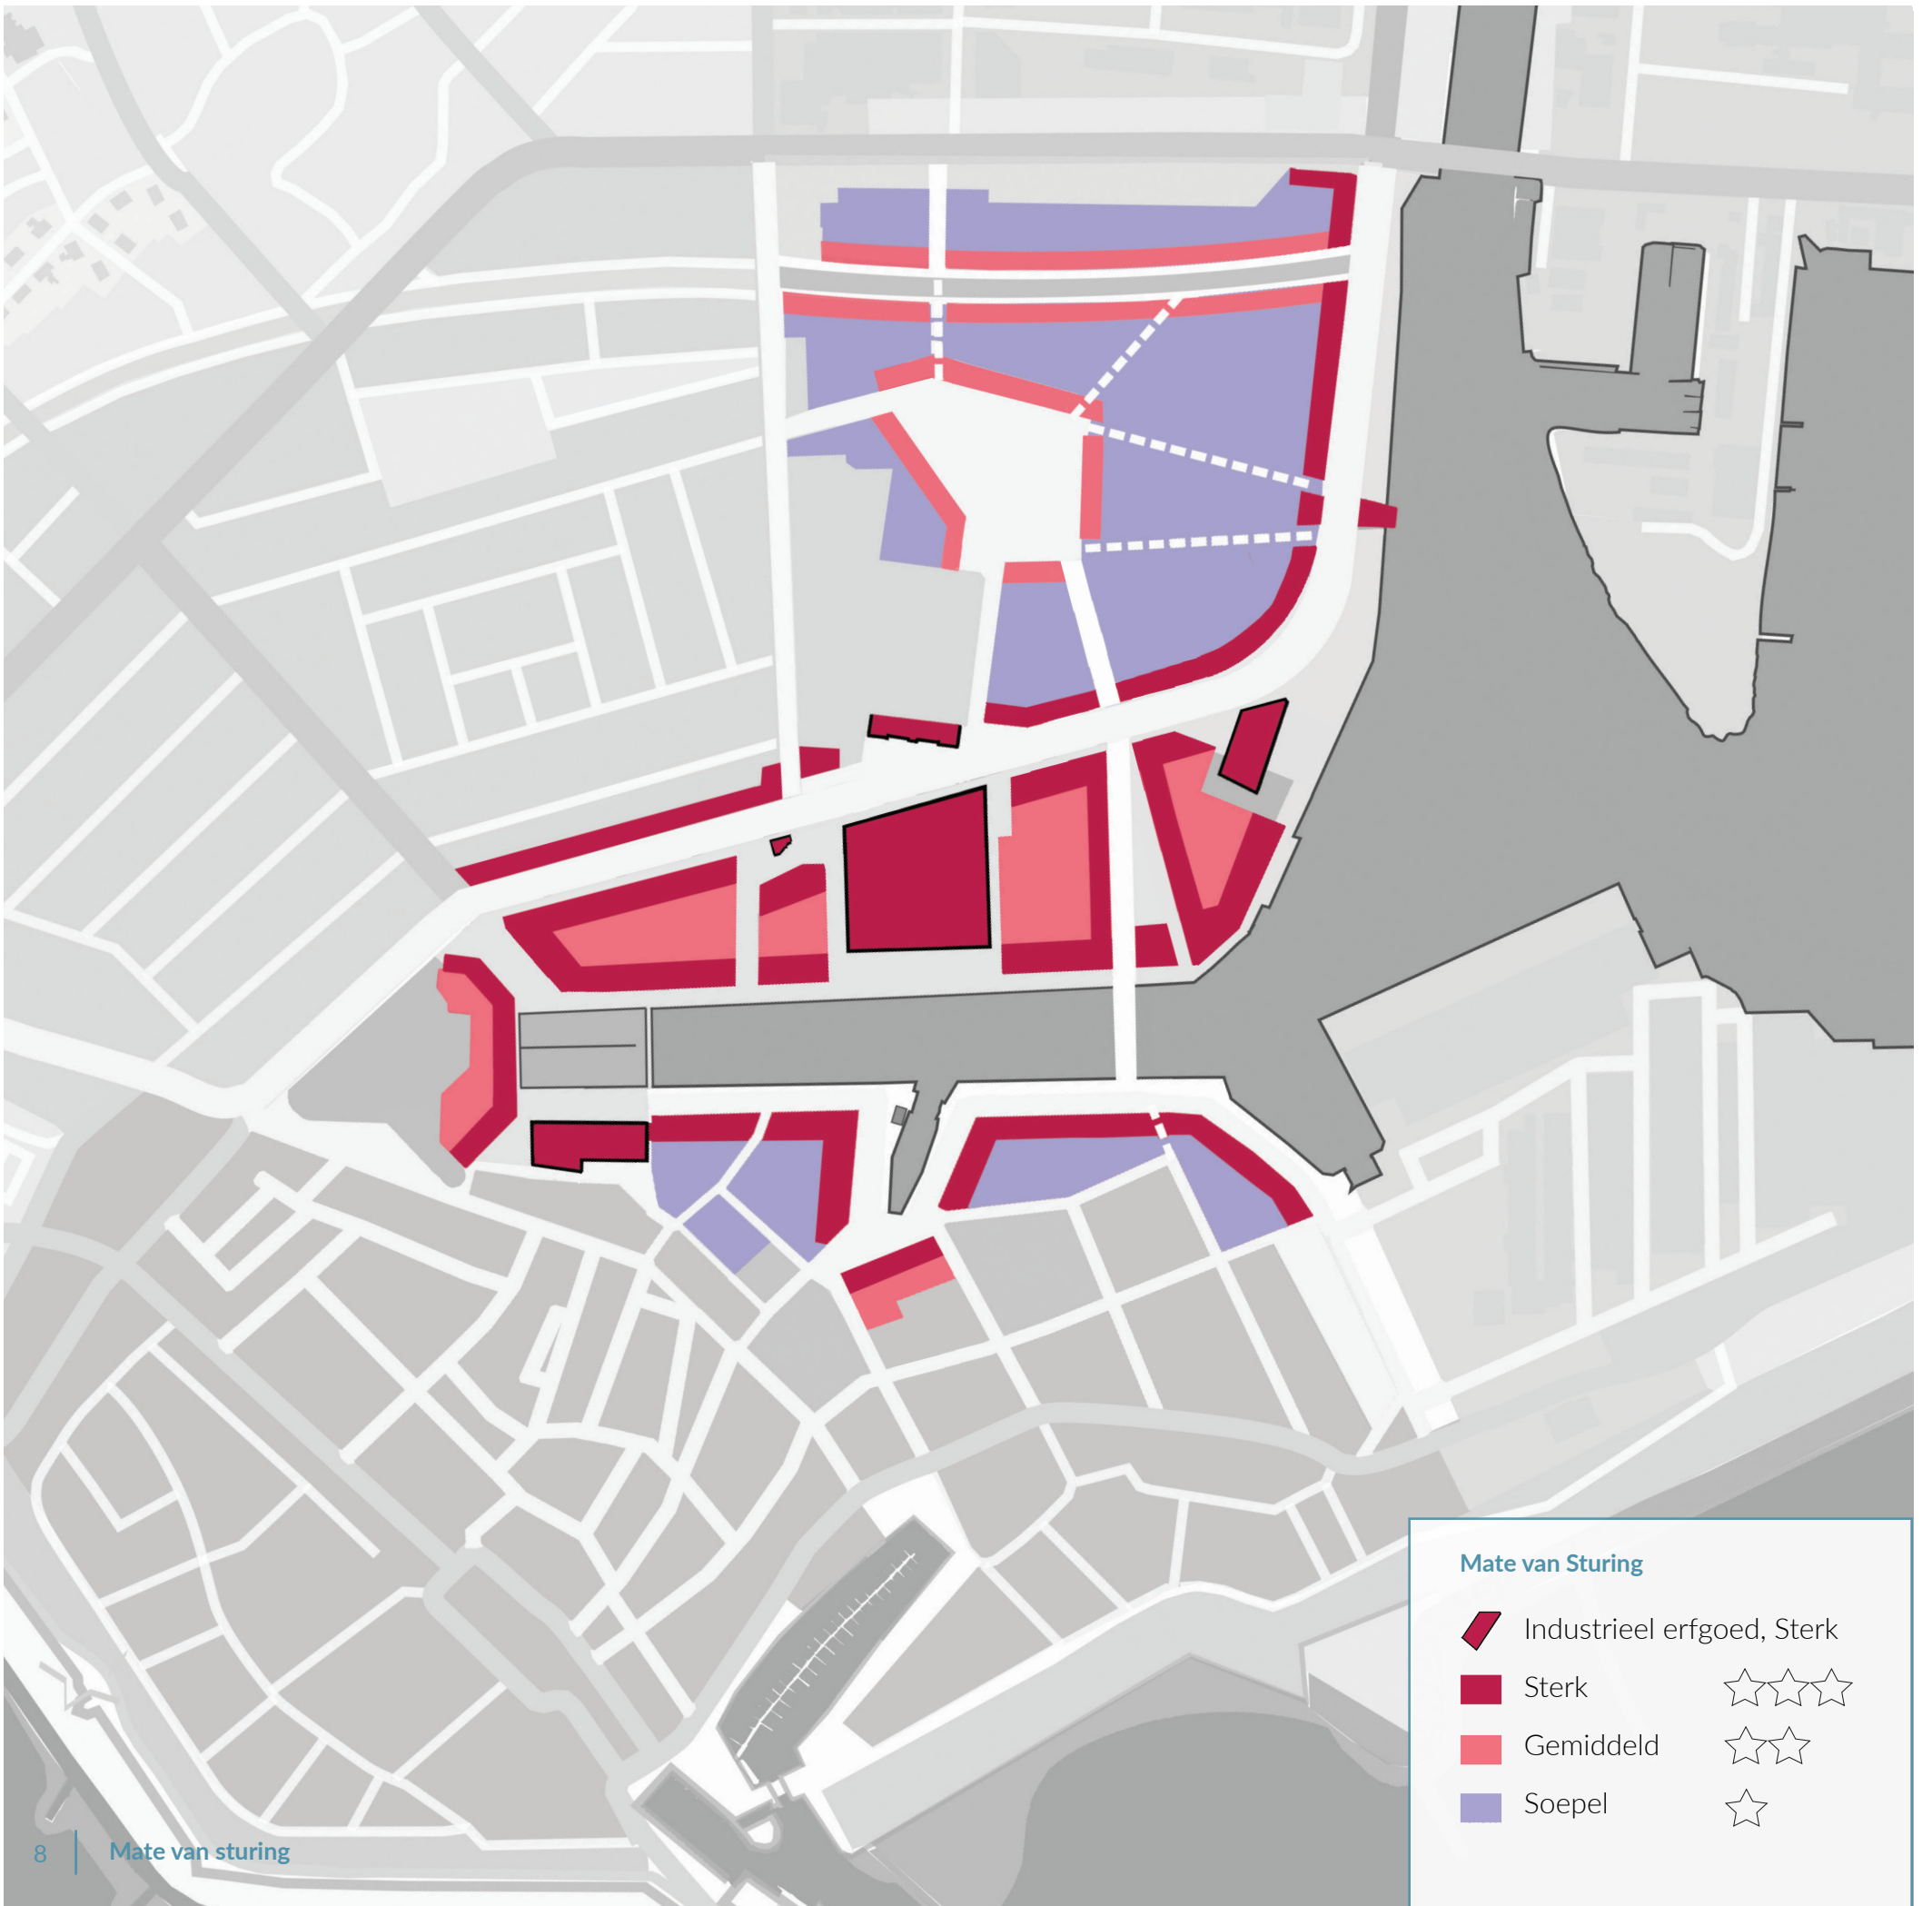 Mate van Sturing
Industrieel erfgoed, Sterk
Sterk
Gemiddeld
Soepel
8 Mate van sturing